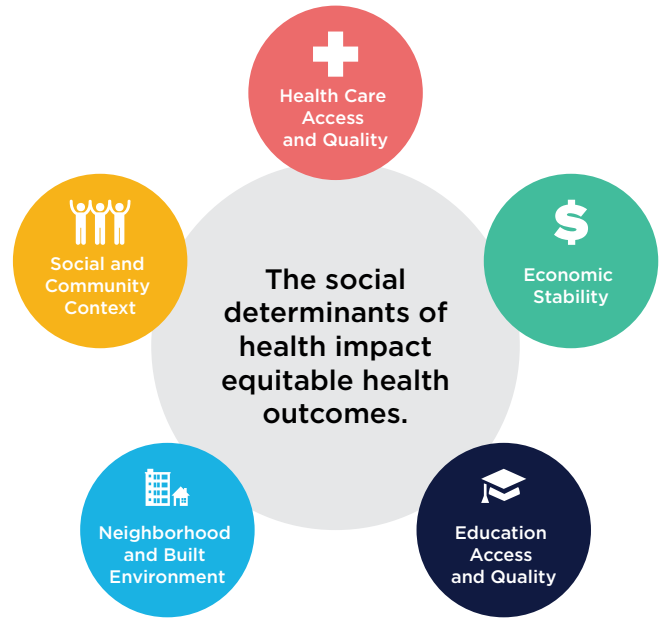 Health Care
Access
and Quality
Social and
Community
Context
$
Economic
Stability
The social
determinants of
health impact
equitable health
outcomes.
Neighborhood
and Built
Environment
Education
Access
and Quality